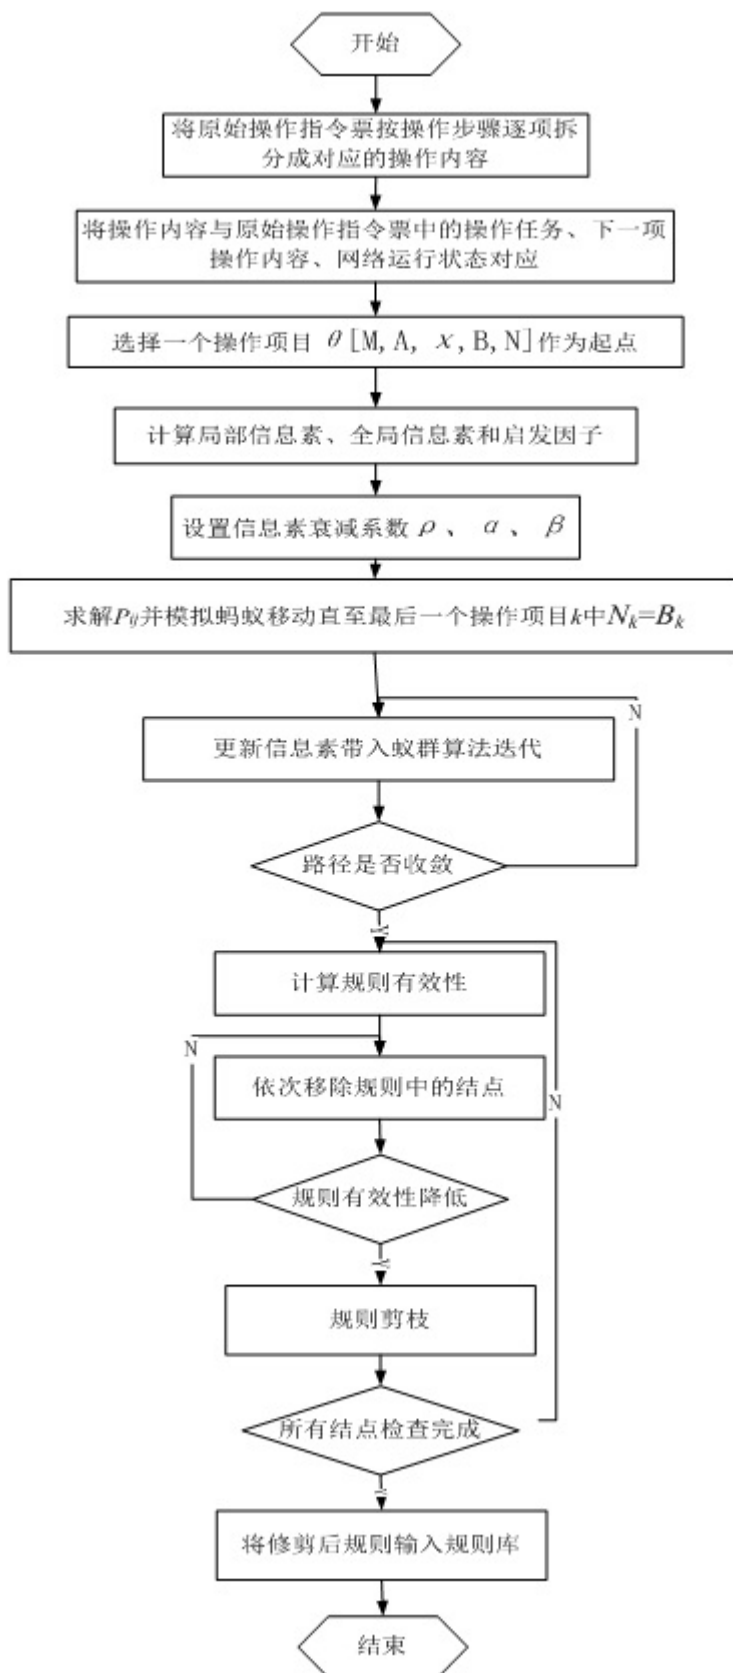 开始
将原始操作指令票按操作步骤逐项拆
分成对应的操作内容
将操作内容与原始操作指令票中的操作任务、下一项
操作内容、网络运行状态对应
选择一个操作项目 θ[M,A, x,B,N]作为起点
计算局部信息素、全局信息素和启发因子
设置信息素衰减系数ρ、α、β
求解Pij并模拟蚂蚁移动直至最后一个操作项目k中Nk=Bk
N
更新信息素带入蚁群算法迭代
路径是否收敛
Y
计算规则有效性
N
依次移除规则中的结点
N
规则有效性降低
Y
规则剪枝
所有结点检查完成
Y
将修剪后规则输入规则库
结束